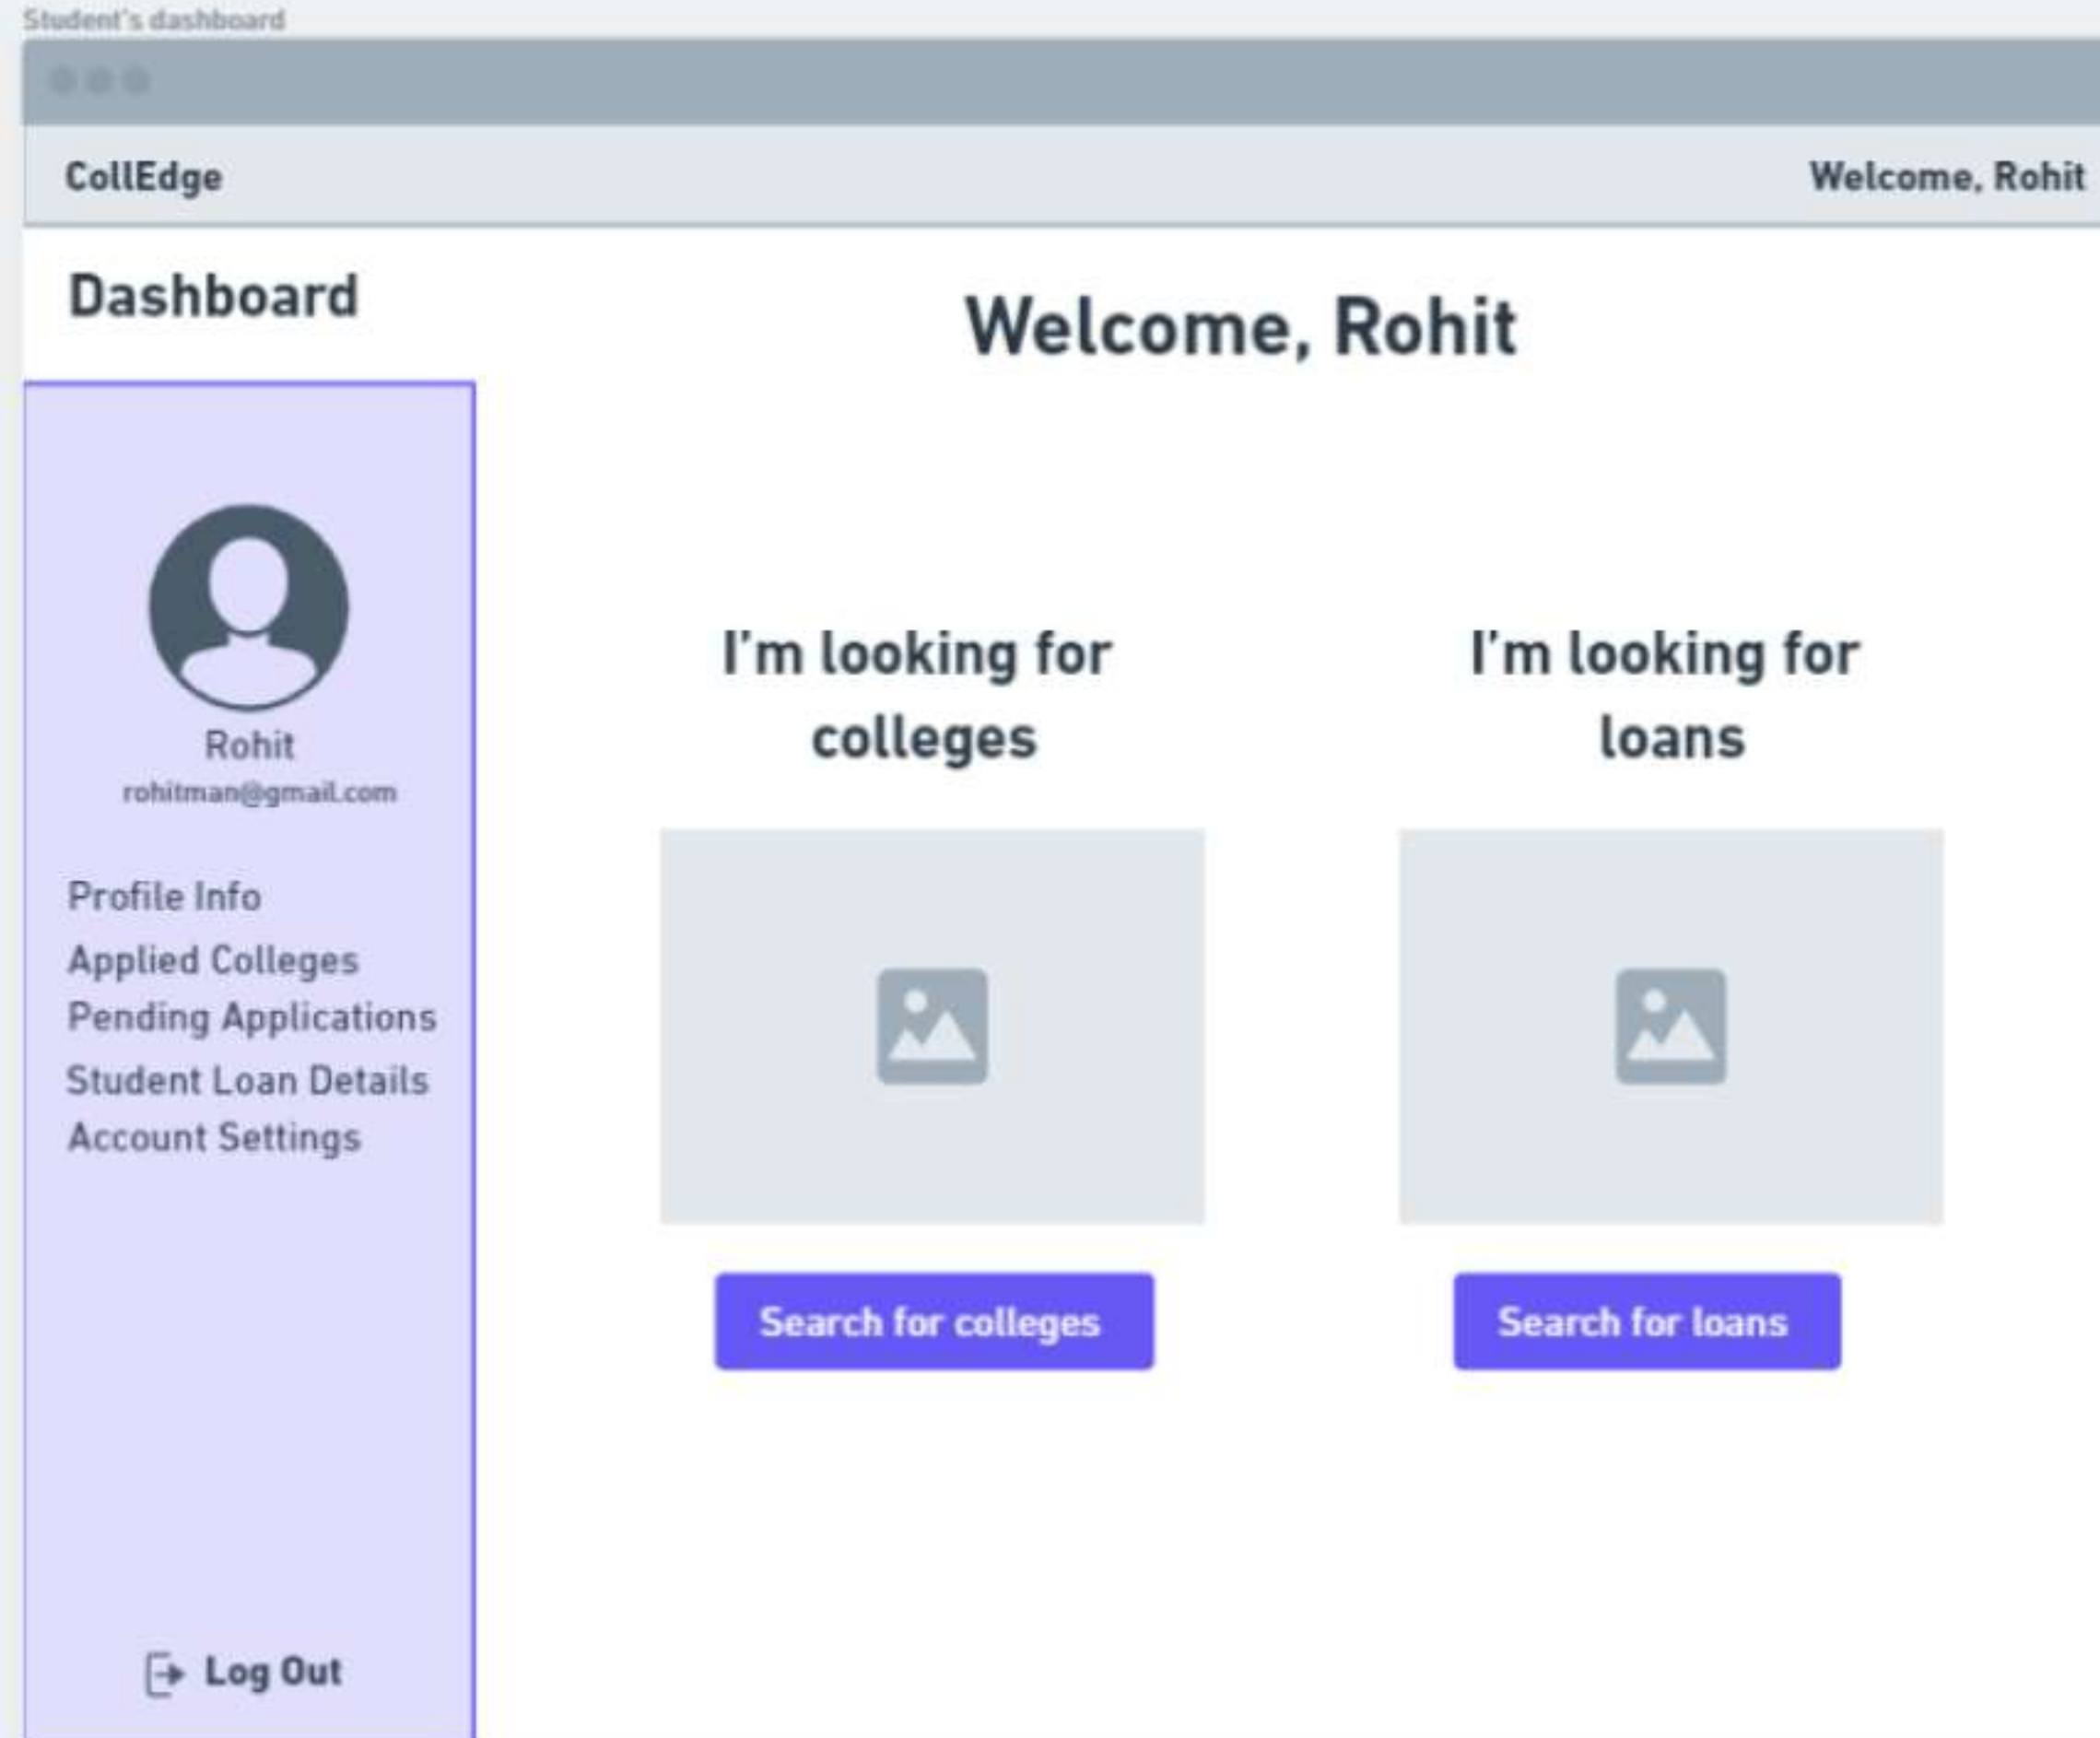 Student's dashboard
CollEdge
Welcome, Rohit
Dashboard
Welcome, Rohit
Rohit
rohitman@gmail.com
Profile Info
Applied Colleges
Pending Applications
Student Loan Details
Account Settings
Log Out
I'm looking for
colleges
Search for colleges
I'm looking for
loans
Search for loans